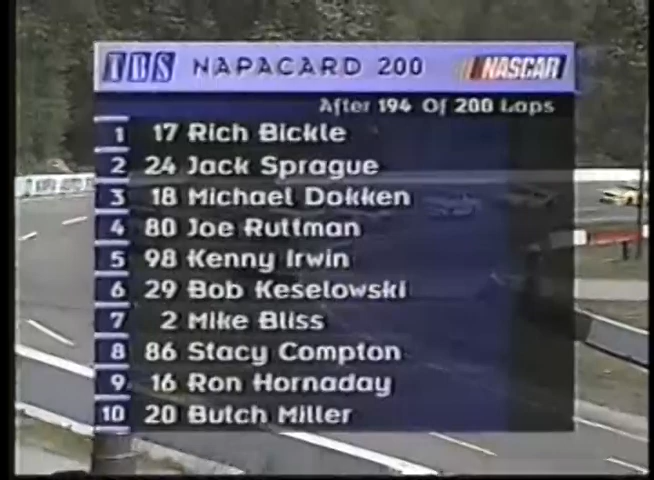 TBS NAPACARD 200 NASCAR
After 194 Of 200 Laps
1 17 Rich Bickle
2 24 Jack Sprague
3 18 Michael Dokken
4 80 Joe Ruttman
5 98 Kenny Irwin
6 29 Bob Keselowski
7 2 Mike Bliss
8 86 Stacy Compton
9 16 Ron Hornaday
10 20 Butch Miller